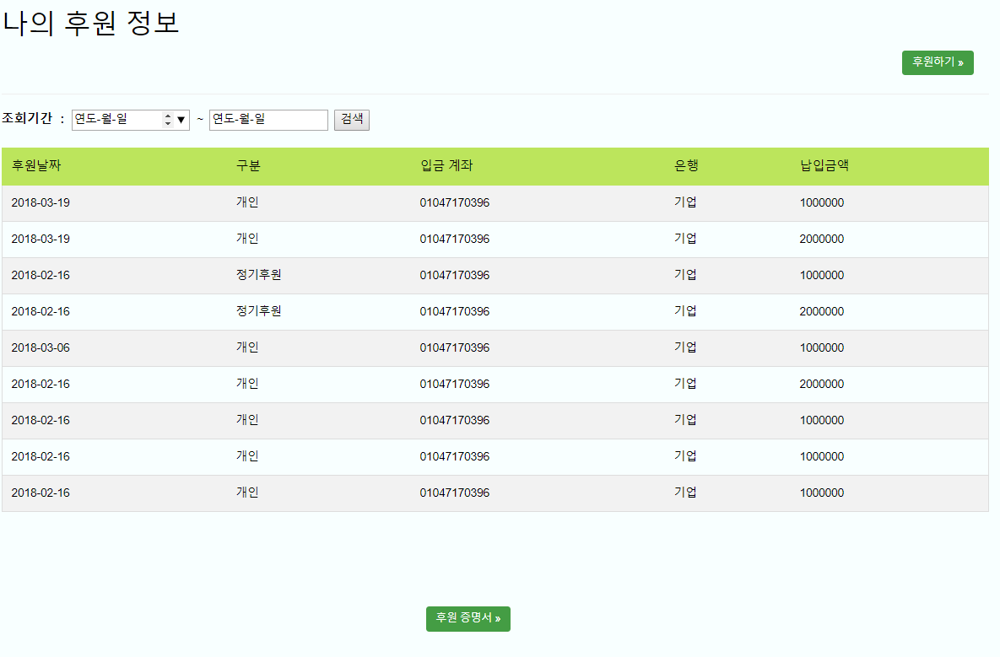 나의 후원 정보
후원하기 »
조회기간 : 연도-월-일 ~ 연도-월-일 검색
후원날짜 구분 입금 계좌 은행 납입금액
2018-03-19 개인 01047170396 기업 1000000
2018-03-19 개인 01047170396 기업 2000000
2018-02-16 정기후원 01047170396 기업 1000000
2018-02-16 정기후원 01047170396 기업 2000000
2018-03-06 개인 01047170396 기업 1000000
2018-02-16 개인 01047170396 기업 2000000
2018-02-16 개인 01047170396 기업 1000000
2018-02-16 개인 01047170396 기업 1000000
2018-02-16 개인 01047170396 기업 1000000
후원 증명서 »